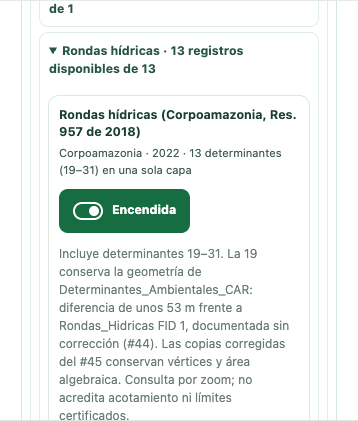 de 1
▼ Rondas hídricas · 13 registros
disponibles de 13
Rondas hídricas (Corpoamazonia, Res.
957 de 2018)
Corpoamazonia · 2022 · 13 determinantes
(19–31) en una sola capa
Encendida
Incluye determinantes 19–31. La 19
conserva la geometría de
Determinantes_Ambientales_CAR:
diferencia de unos 53 m frente a
Rondas_Hidricas FID 1, documentada sin
corrección (#44). Las copias corregidas
del #45 conservan vértices y área
algebraica. Consulta por zoom; no
acredita acotamiento ni límites
certificados.